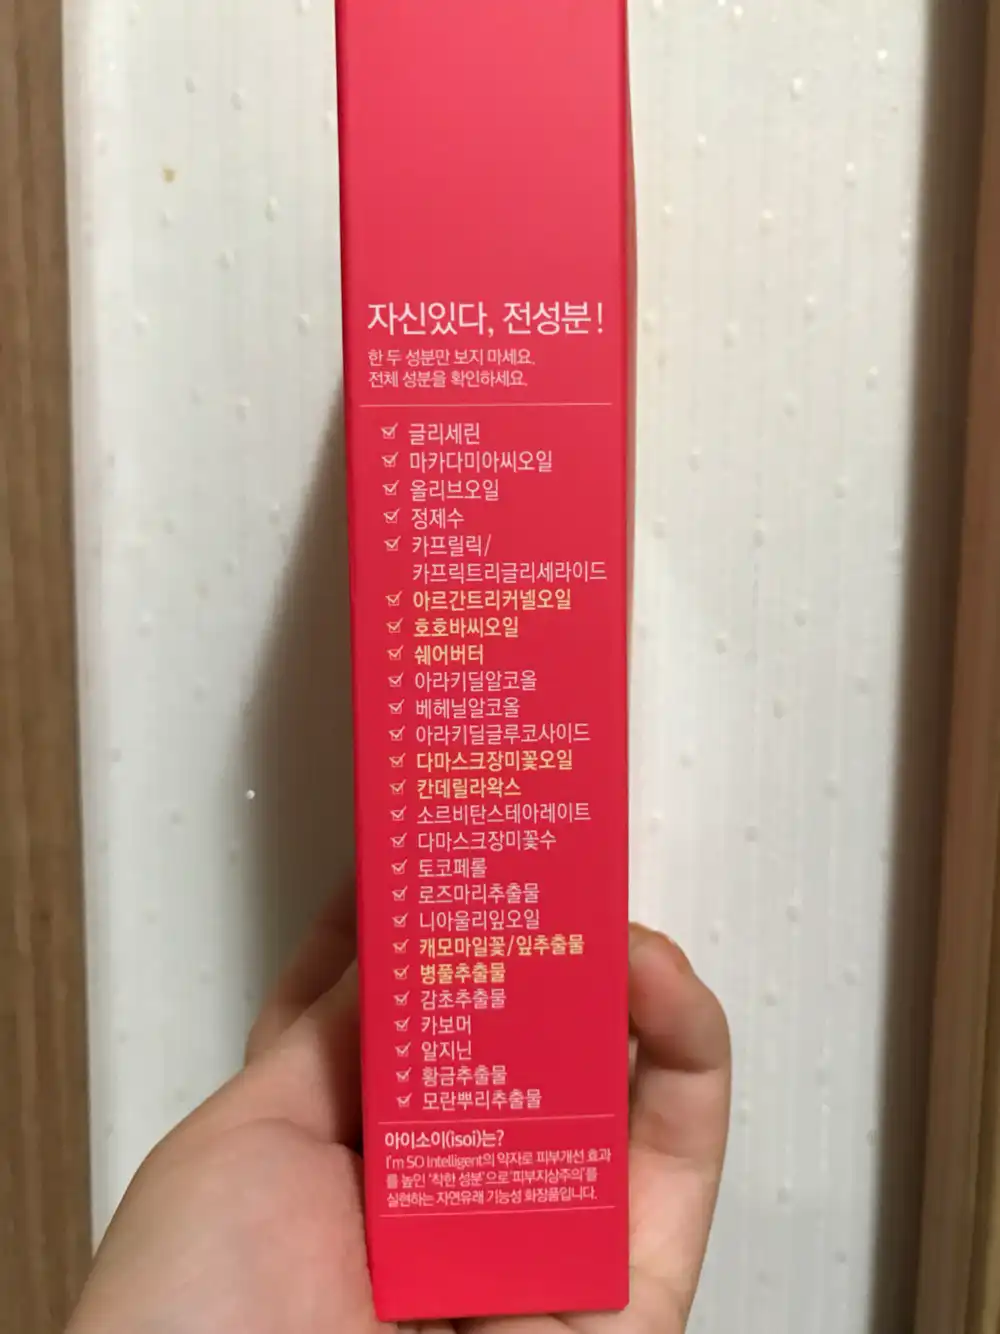 자신있다, 전성분!
한 두 성분만 보지 마세요.
전체 성분을 확인하세요.
글리세린
마카다미아씨오일
올리브오일
정제수
카프릴릭/
카프릭트리글리세라이드
아르간트리커넬오일
호호바씨오일
쉐어버터
아라키딜알코올
베헤닐알코올
아라키딜글루코사이드
다마스크장미꽃오일
칸데릴라왁스
소르비탄스테아레이트
다마스크장미꽃수
토코페롤
로즈마리추출물
니아울리잎오일
캐모마일꽃/잎추출물
병풀추출물
감초추출물
카보머
알지닌
황금추출물
모란뿌리추출물
아이소이(isoi)는?
I'm SO Intelligent의 약자로 피부개선 효과
를 높인 '착한 성분'으로 '피부지상주의'를
실현하는 자연유래 기능성 화장품입니다.